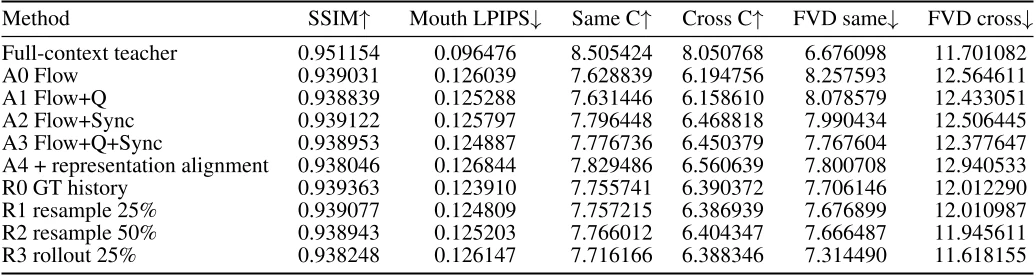 Method SSIM↑ Mouth LPIPS↓ Same C↑ Cross C↑ FVD same↓ FVD cross↓
Full-context teacher 0.951154 0.096476 8.505424 8.050768 6.676098 11.701082
A0 Flow 0.939031 0.126039 7.628839 6.194756 8.257593 12.564611
A1 Flow+Q 0.938839 0.125288 7.631446 6.158610 8.078579 12.433051
A2 Flow+Sync 0.939122 0.125797 7.796448 6.468818 7.990434 12.506445
A3 Flow+Q+Sync 0.938953 0.124887 7.776736 6.450379 7.767604 12.377647
A4 + representation alignment 0.938046 0.126844 7.829486 6.560639 7.800708 12.940533
R0 GT history 0.939363 0.123910 7.755741 6.390372 7.706146 12.012290
R1 resample 25% 0.939077 0.124809 7.757215 6.386939 7.676899 12.010987
R2 resample 50% 0.938943 0.125203 7.766012 6.404347 7.666487 11.945611
R3 rollout 25% 0.938248 0.126147 7.716166 6.388346 7.314490 11.618155